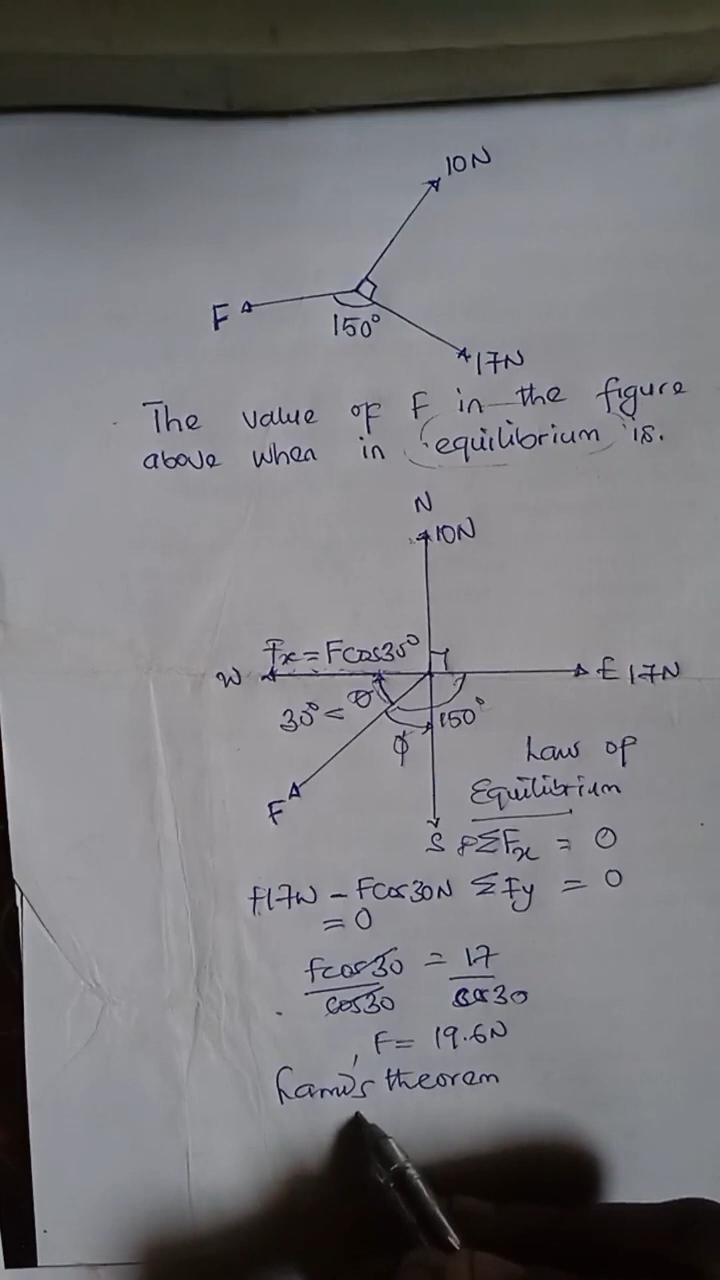 10N
F
150°
17N
The value of F in the figure
above when in equilibrium is.
N
10N
Fx = Fcos30°
W
E 17N
30° < θ
150°
ϕ
Law of
Equilibrium
F
S
ΣFx = 0
+17N - Fcos30N ΣFy = 0
= 0
fcos30 = 17
cos30 cos30
F = 19.6N
Lami's theorem